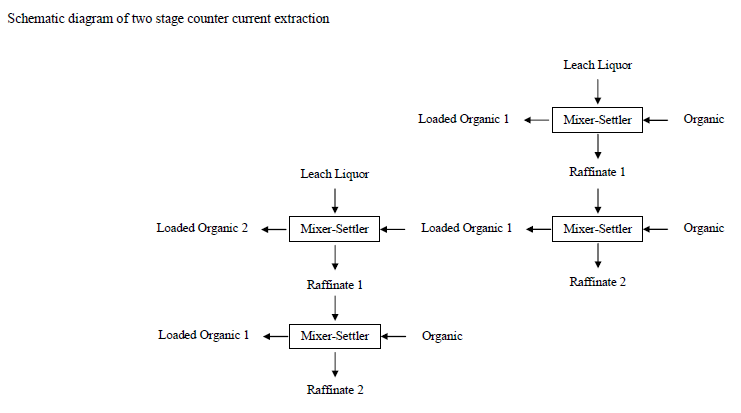 Schematic diagram of two stage counter current extraction
Leach Liquor
Loaded Organic 1 Mixer-Settler Organic
Raffinate 1
Leach Liquor
Loaded Organic 2 Mixer-Settler Loaded Organic 1 Mixer-Settler Organic
Raffinate 1
Raffinate 2
Loaded Organic 1 Mixer-Settler Organic
Raffinate 2